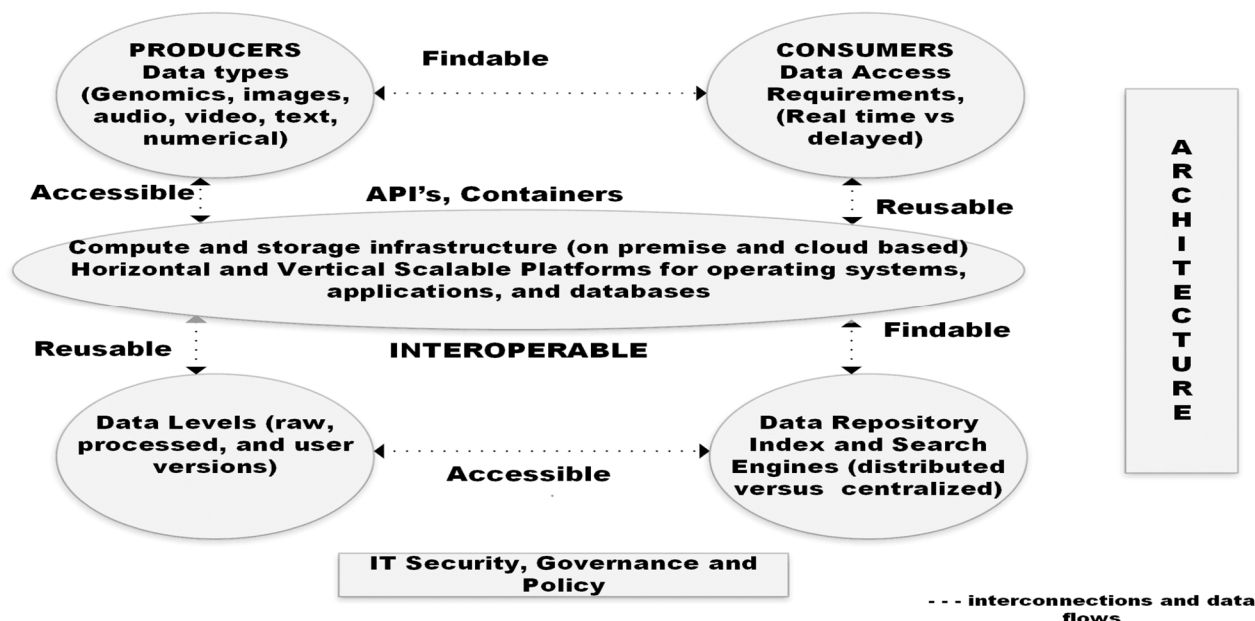 PRODUCERS
Data types
(Genomics, images,
audio, video, text,
numerical)
Findable
CONSUMERS
Data Access
Requirements,
(Real time vs
delayed)
Accessible
API's, Containers
Reusable
Compute and storage infrastructure (on premise and cloud based)
Horizontal and Vertical Scalable Platforms for operating systems,
applications, and databases
Reusable
INTEROPERABLE
Findable
Data Levels (raw,
processed, and user
versions)
Accessible
Data Repository
Index and Search
Engines (distributed
versus centralized)
IT Security, Governance and
Policy
ARCHITECTURE
--- interconnections and data
flows